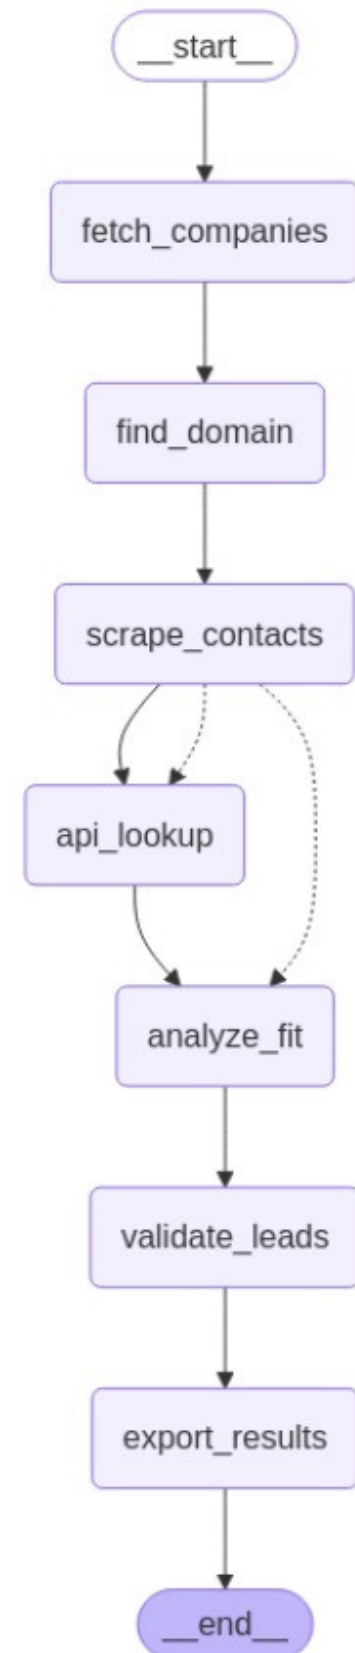 __start__
fetch_companies
find_domain
scrape_contacts
api_lookup
analyze_fit
validate_leads
export_results
__end__